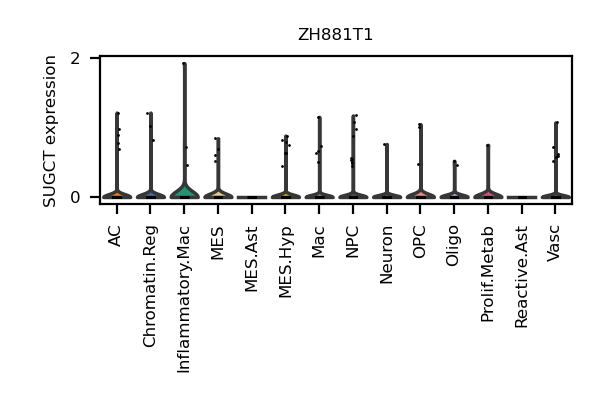 ZH881T1
SUGCT expression
2
0
AC
Chromatin.Reg
Inflammatory.Mac
MES
MES.Ast
MES.Hyp
Mac
NPC
Neuron
OPC
Oligo
Prolif.Metab
Reactive.Ast
Vasc